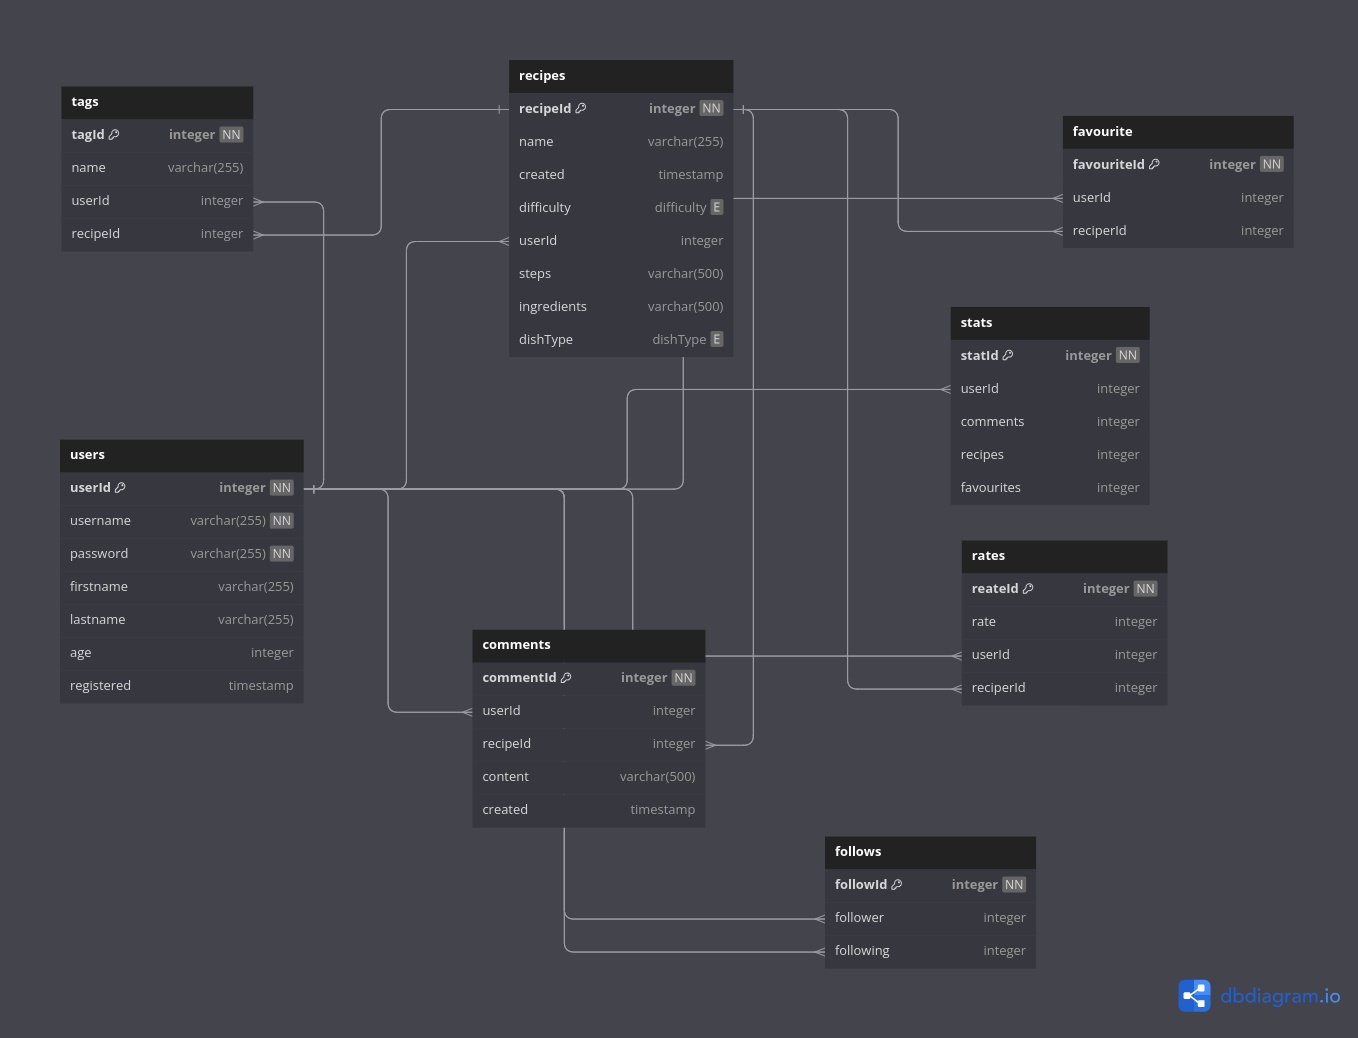 recipes
recipeId integer NN
name varchar(255)
created timestamp
difficulty difficulty E
userId integer
steps varchar(500)
ingredients varchar(500)
dishType dishType E
tags
tagId integer NN
name varchar(255)
userId integer
recipeId integer
favourite
favouriteId integer NN
userId integer
reciperId integer
stats
statId integer NN
userId integer
comments integer
recipes integer
favourites integer
users
userId integer NN
username varchar(255) NN
password varchar(255) NN
firstname varchar(255)
lastname varchar(255)
age integer
registered timestamp
rates
reateId integer NN
rate integer
userId integer
reciperId integer
comments
commentId integer NN
userId integer
recipeId integer
content varchar(500)
created timestamp
follows
followId integer NN
follower integer
following integer
dbdiagram.io